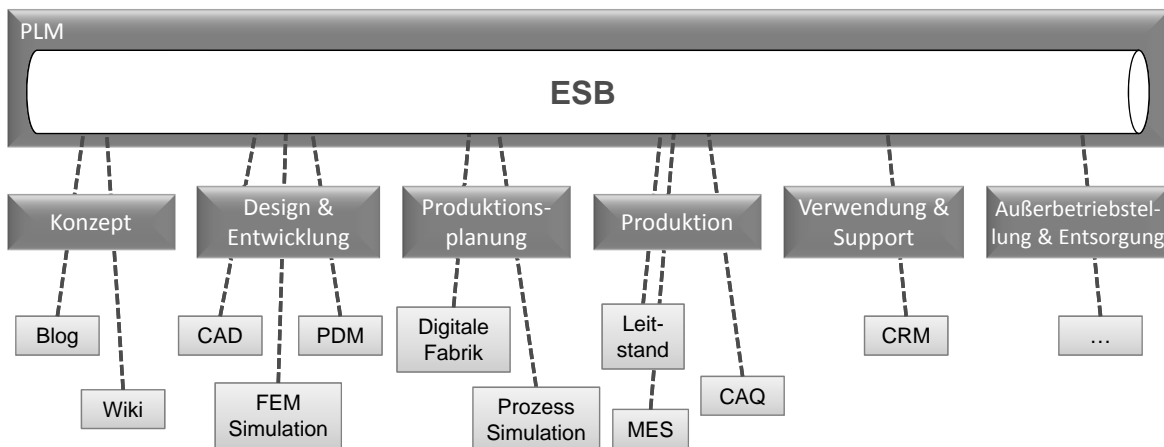 PLM
ESB
Konzept
Design &
Entwicklung
Produktions-
planung
Produktion
Verwendung &
Support
Außerbetriebstel-
lung & Entsorgung
Blog
CAD
PDM
Digitale
Fabrik
Leit-
stand
CRM
...
Wiki
FEM
Simulation
Prozess
Simulation
MES
CAQ